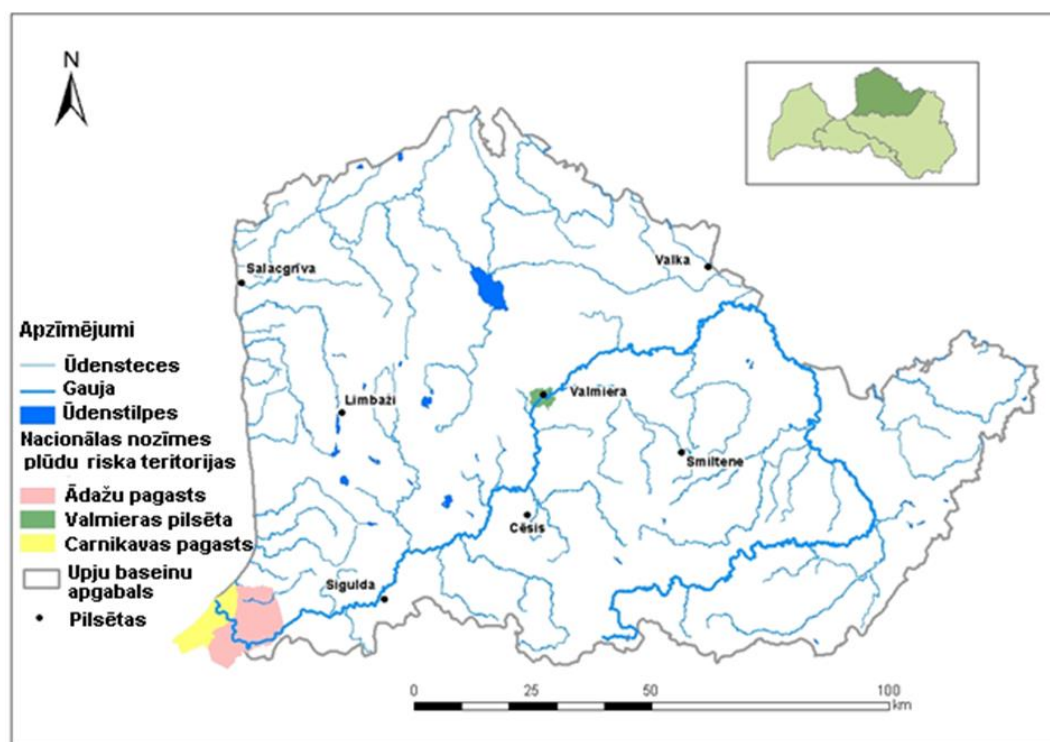 N
Salacgrīva
Valka
Apzīmējumi
Ūdensteces
Gauja
Ūdenstilpes
Nacionālas nozīmes
plūdu riska teritorijas
Ādažu pagasts
Valmieras pilsēta
Carnikavas pagasts
Upju baseinu
apgabals
Pilsētas
Limbaži
Valmiera
Smiltene
Cēsis
Sigulda
0 25 50 100
km